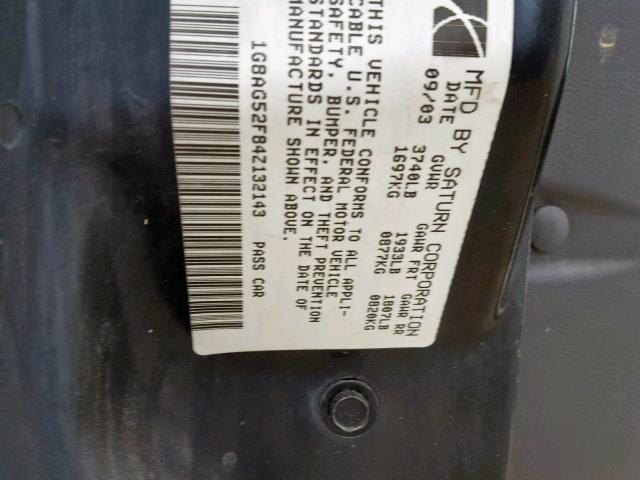 MFD BY SATURN CORPORATION
DATE GVWR GAWR FRT GAWR RR
09/03 3740LB 1933LB 1807LB
1697KG 0877KG 0820KG
THIS VEHICLE CONFORMS TO ALL APPLI-
CABLE U.S. FEDERAL MOTOR VEHICLE
SAFETY, BUMPER, AND THEFT PREVENTION
STANDARDS IN EFFECT ON THE DATE OF
MANUFACTURE SHOWN ABOVE.
1G8AG52F84Z132143 PASS CAR